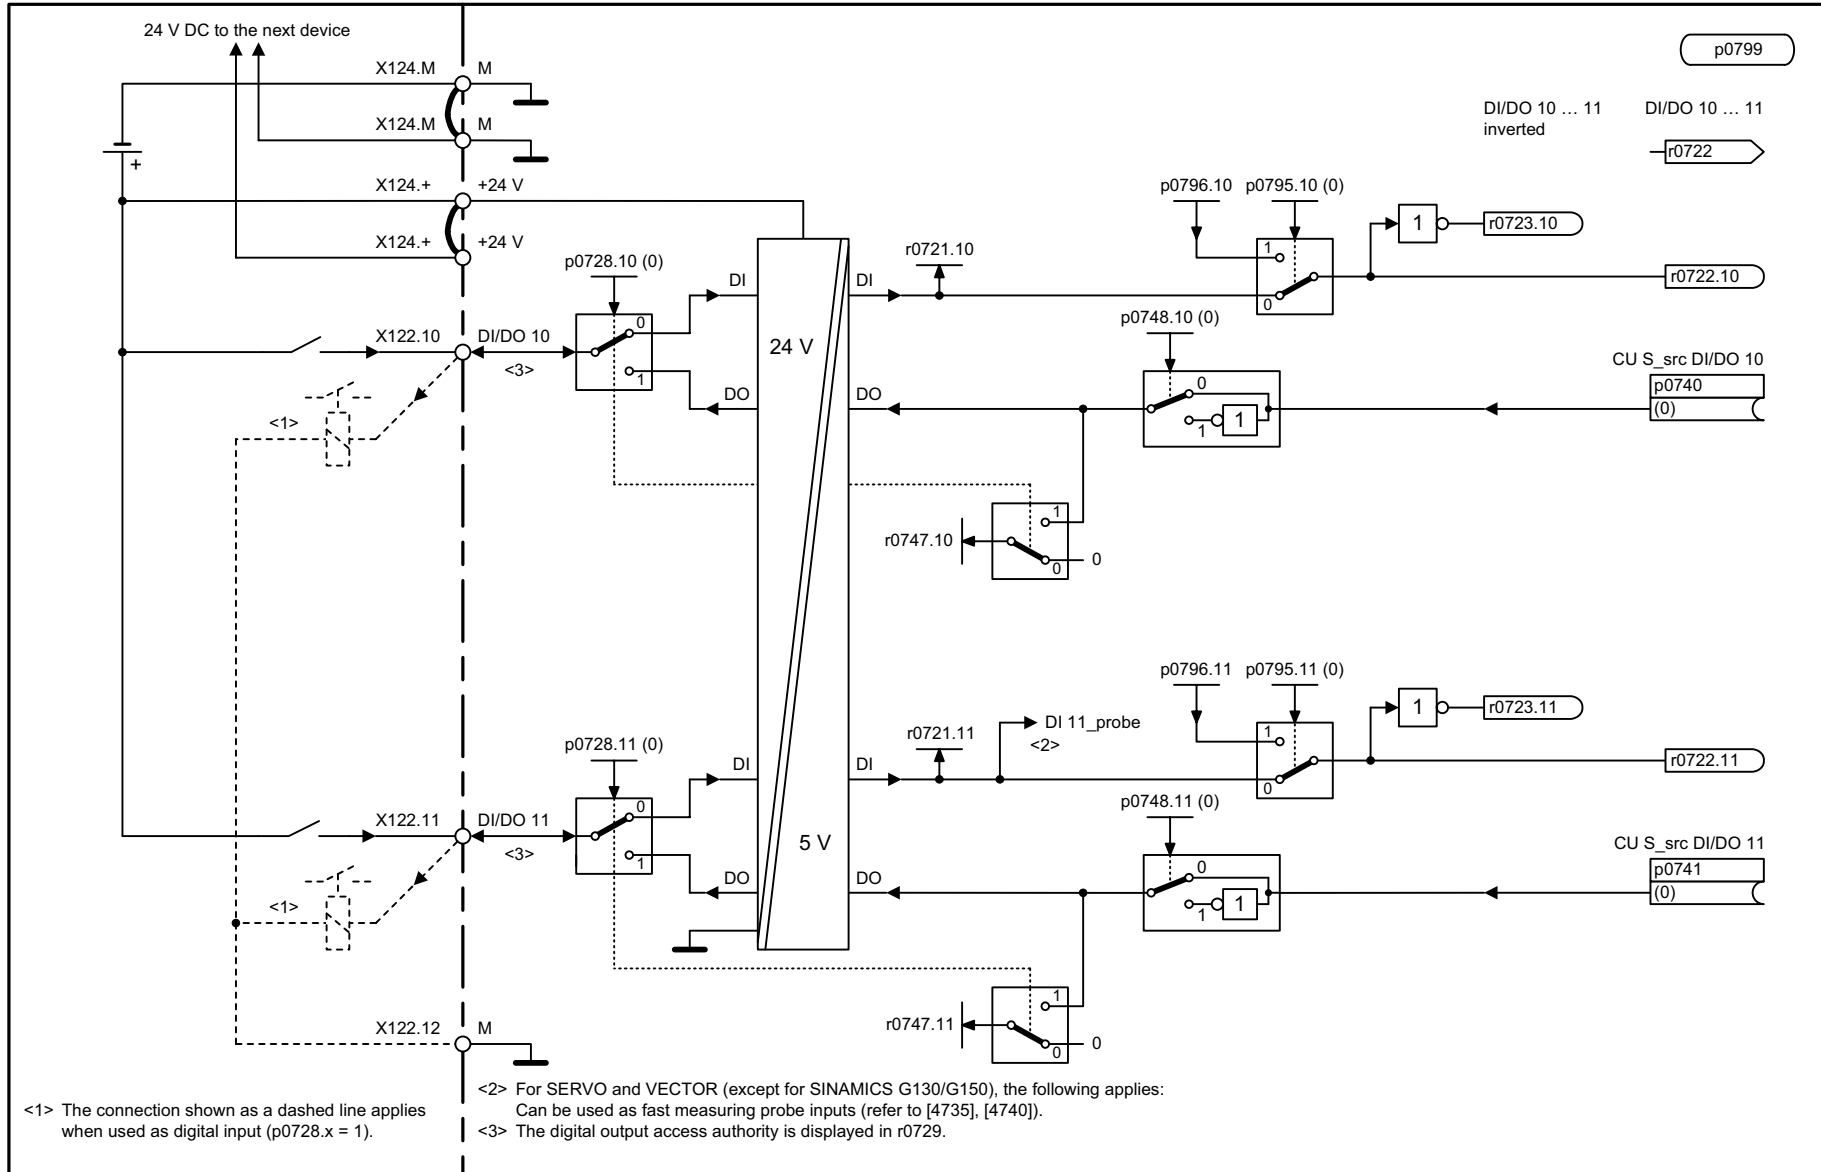 24 V DC to the next device
p0799
X124.M M
DI/DO 10 … 11 DI/DO 10 … 11
inverted
X124.M M
r0722
+
X124.+ +24 V
p0796.10 p0795.10 (0)
1 r0723.10
X124.+ +24 V
r0721.10
1
p0728.10 (0)
DI DI
r0722.10
0
p0748.10 (0)
0
X122.10 DI/DO 10
24 V
CU S_src DI/DO 10
<3>
1
0
p0740
DO DO
(0)
<1>
1 1
1
r0747.10
0 0
p0796.11 p0795.11 (0)
1 r0723.11
DI 11_probe
r0721.11
1
p0728.11 (0)
<2>
DI DI
r0722.11
0
p0748.11 (0)
0
X122.11 DI/DO 11
5 V
CU S_src DI/DO 11
<3>
1
0
p0741
DO DO
(0)
<1>
1 1
1
X122.12 M
r0747.11
0 0
<1> The connection shown as a dashed line applies
when used as digital input (p0728.x = 1).
<2> For SERVO and VECTOR (except for SINAMICS G130/G150), the following applies:
Can be used as fast measuring probe inputs (refer to [4735], [4740]).
<3> The digital output access authority is displayed in r0729.